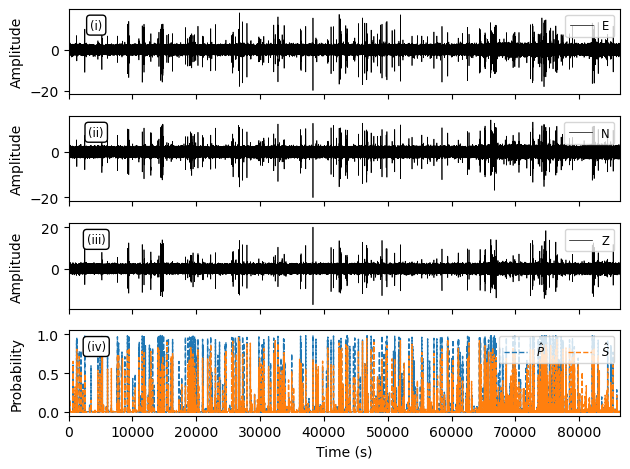 (i)
E
Amplitude
0
−20
(ii)
N
Amplitude
0
−20
(iii)
Z
Amplitude
20
0
(iv)
P̂ Ŝ
Probability
1.0
0.5
0.0
0 10000 20000 30000 40000 50000 60000 70000 80000
Time (s)